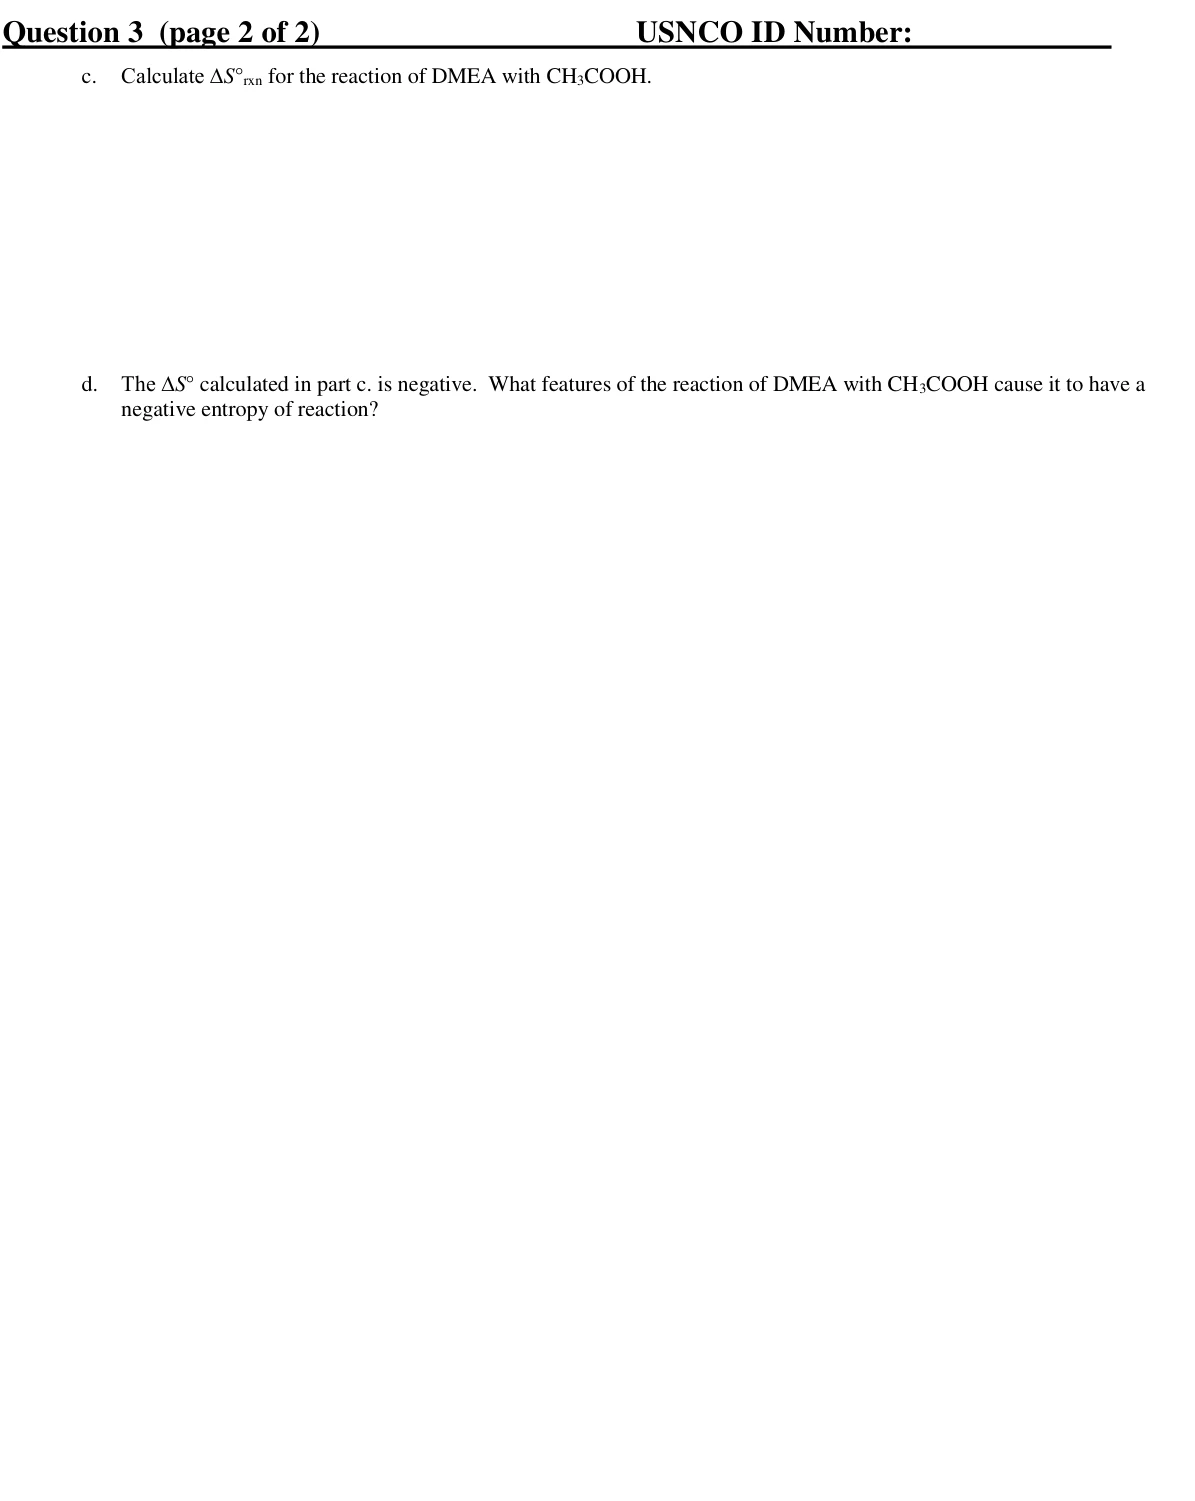 Question 3 (page 2 of 2) USNCO ID Number:
c. Calculate ΔS°rxn for the reaction of DMEA with CH₃COOH.
d. The ΔS° calculated in part c. is negative. What features of the reaction of DMEA with CH₃COOH cause it to have a
negative entropy of reaction?